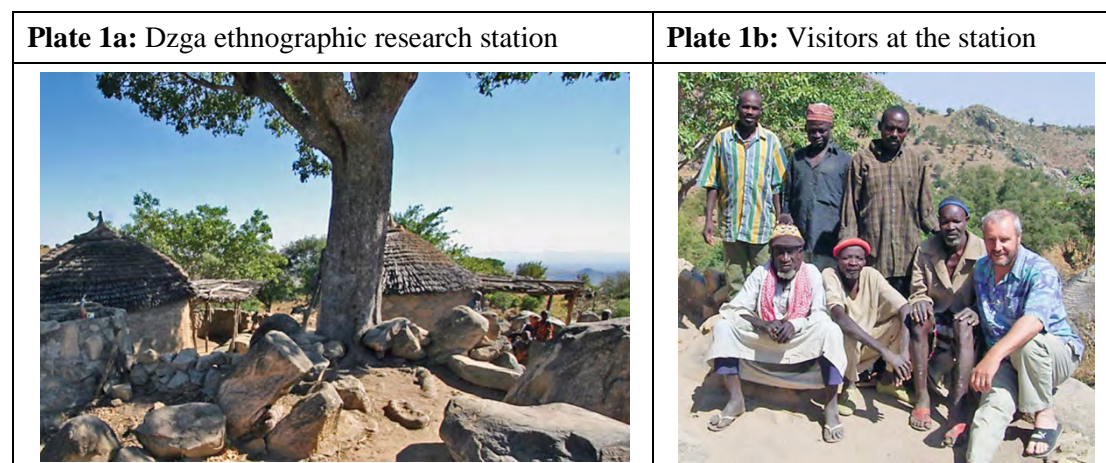 Plate 1a: Dzga ethnographic research station
Plate 1b: Visitors at the station